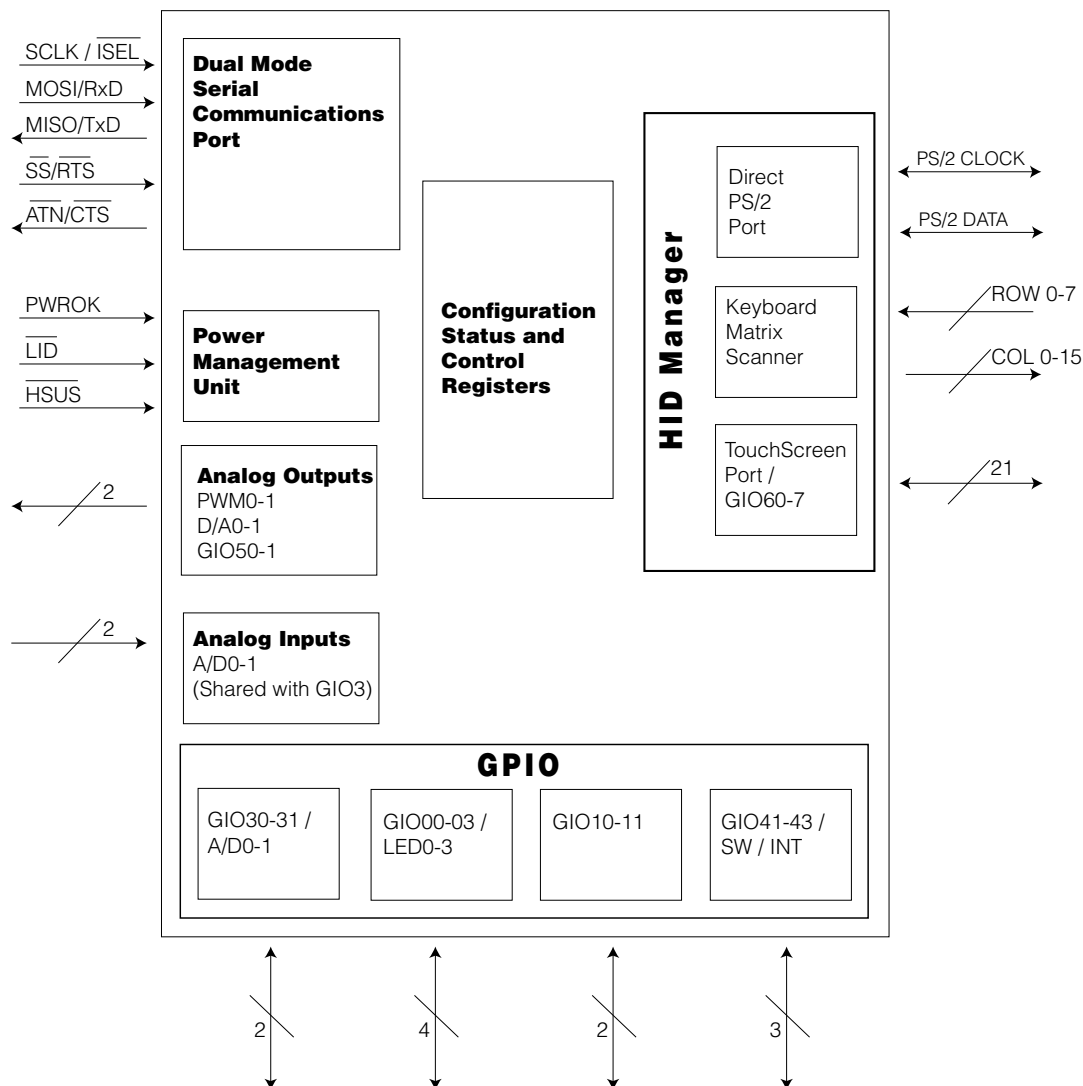 SCLK / ISEL
MOSI/RxD
MISO/TxD
SS/RTS
ATN/CTS
PWROK
LID
HSUS
2
2
Dual Mode
Serial
Communications
Port
Power
Management
Unit
Analog Outputs
PWM0-1
D/A0-1
GIO50-1
Analog Inputs
A/D0-1
(Shared with GIO3)
Configuration
Status and
Control
Registers
HID Manager
Direct
PS/2
Port
Keyboard
Matrix
Scanner
TouchScreen
Port /
GIO60-7
PS/2 CLOCK
PS/2 DATA
ROW 0-7
COL 0-15
21
GPIO
GIO30-31 /
A/D0-1
GIO00-03 /
LED0-3
GIO10-11
GIO41-43 /
SW / INT
2
4
2
3